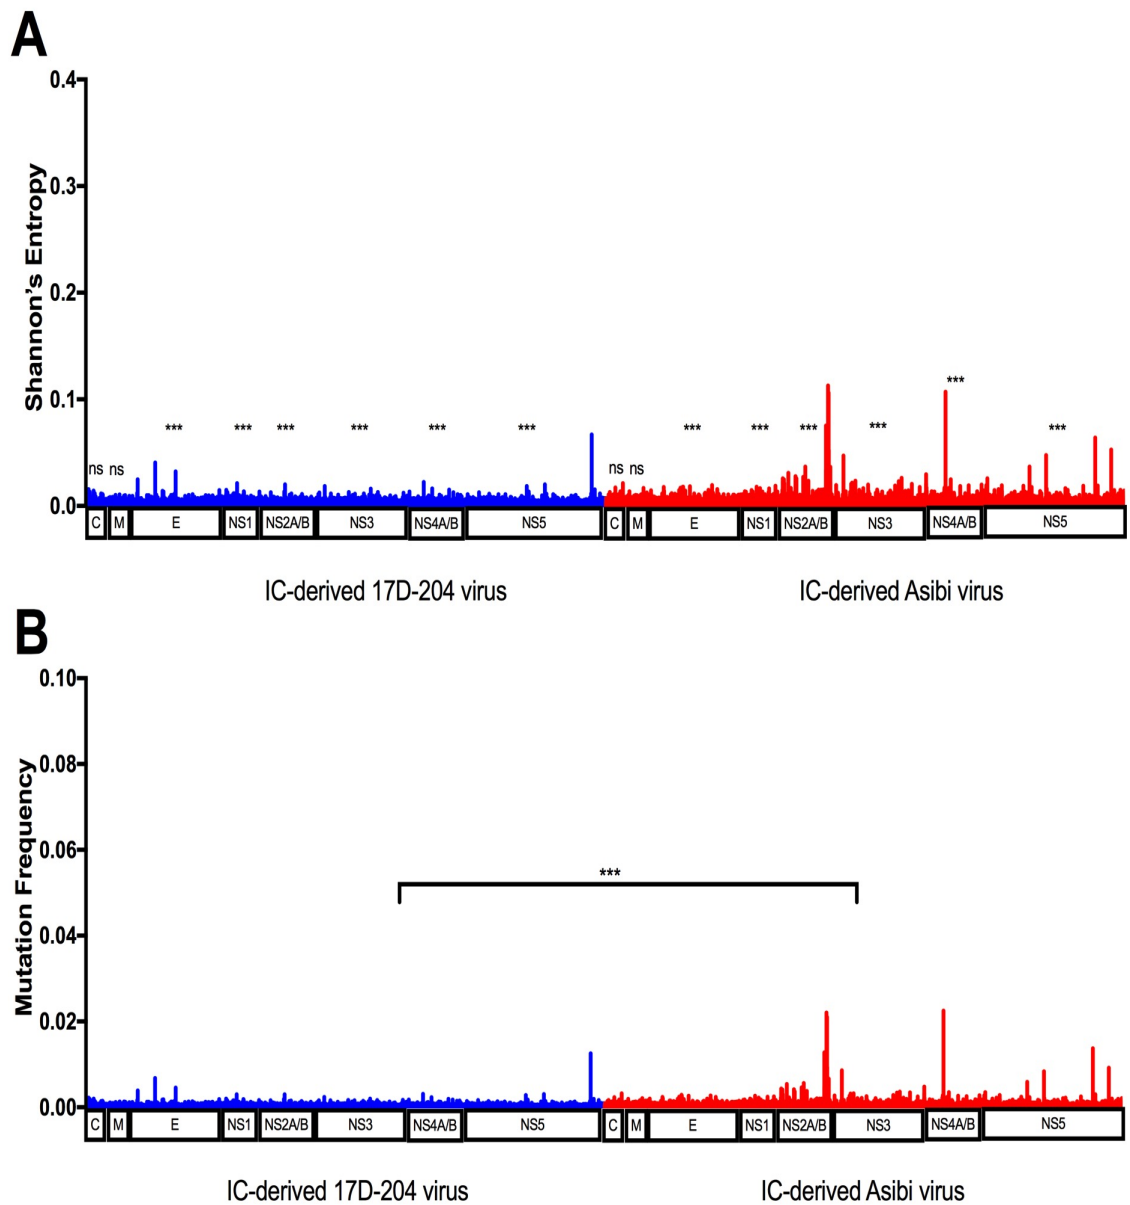 A
Shannon's Entropy
0.4
0.3
0.2
0.1
0.0
ns ns *** *** *** *** *** *** ns ns *** *** *** *** *** ***
C M E NS1 NS2A/B NS3 NS4A/B NS5 C M E NS1 NS2A/B NS3 NS4A/B NS5
IC-derived 17D-204 virus IC-derived Asibi virus
B
Mutation Frequency
0.10
0.08
0.06
0.04
0.02
0.00
***
C M E NS1 NS2A/B NS3 NS4A/B NS5 C M E NS1 NS2A/B NS3 NS4A/B NS5
IC-derived 17D-204 virus IC-derived Asibi virus